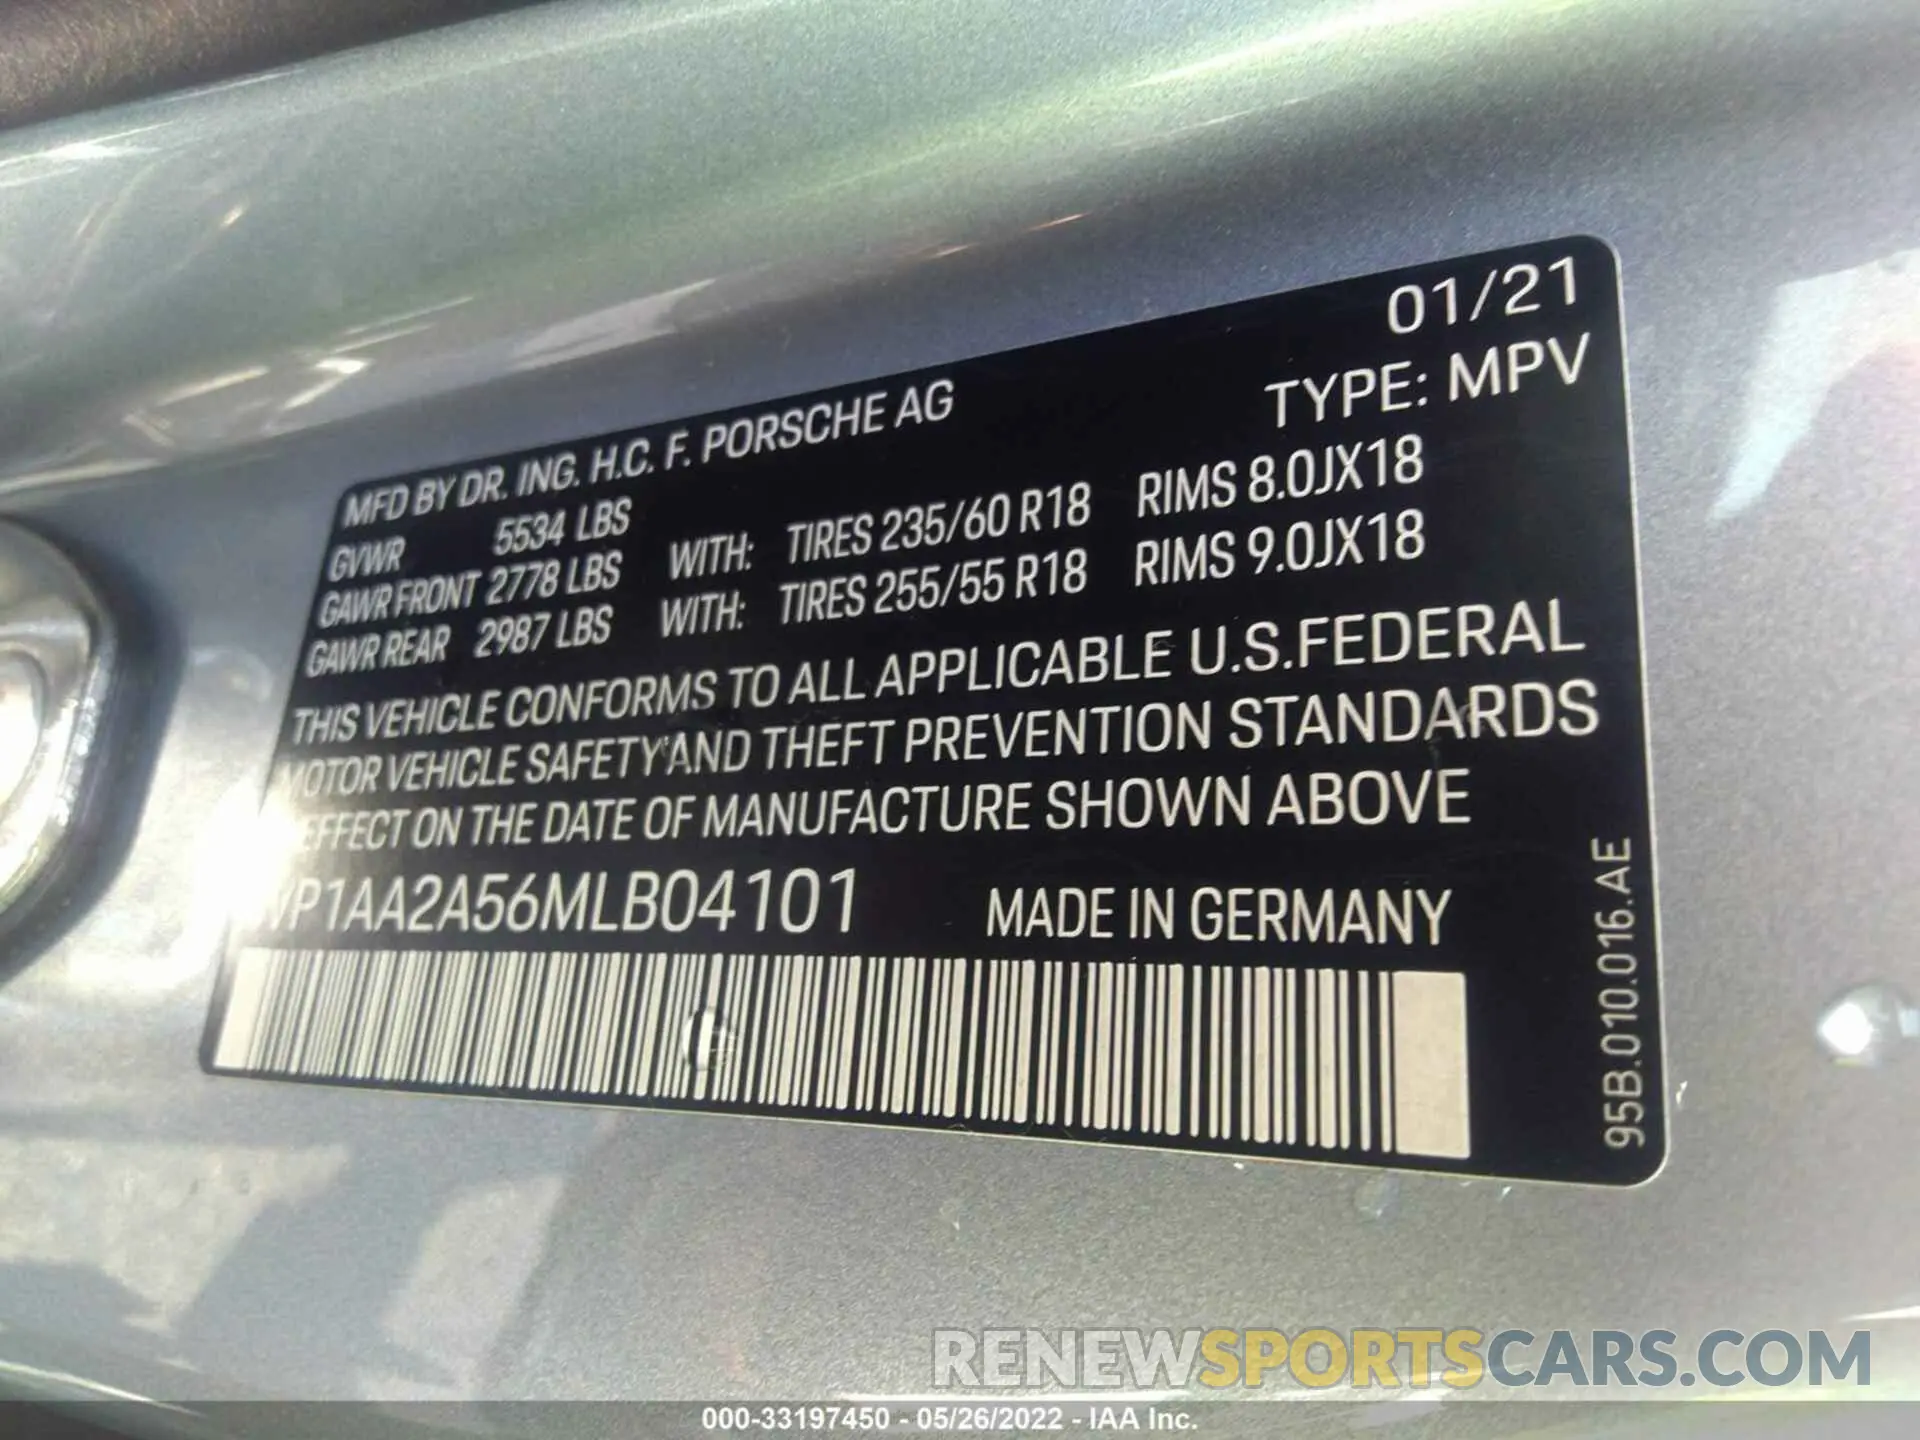 01/21
MFD BY DR. ING. H.C. F. PORSCHE AG TYPE: MPV
GVWR 5534 LBS
GAWR FRONT 2778 LBS WITH: TIRES 235/60 R18 RIMS 8.0JX18
GAWR REAR 2987 LBS WITH: TIRES 255/55 R18 RIMS 9.0JX18
THIS VEHICLE CONFORMS TO ALL APPLICABLE U.S.FEDERAL
MOTOR VEHICLE SAFETY AND THEFT PREVENTION STANDARDS
EFFECT ON THE DATE OF MANUFACTURE SHOWN ABOVE
WP1AA2A56MLB04101 MADE IN GERMANY
95B.010.016.AE
RENEWSPORTSCARS.COM
000-33197450 - 05/26/2022 - IAA Inc.